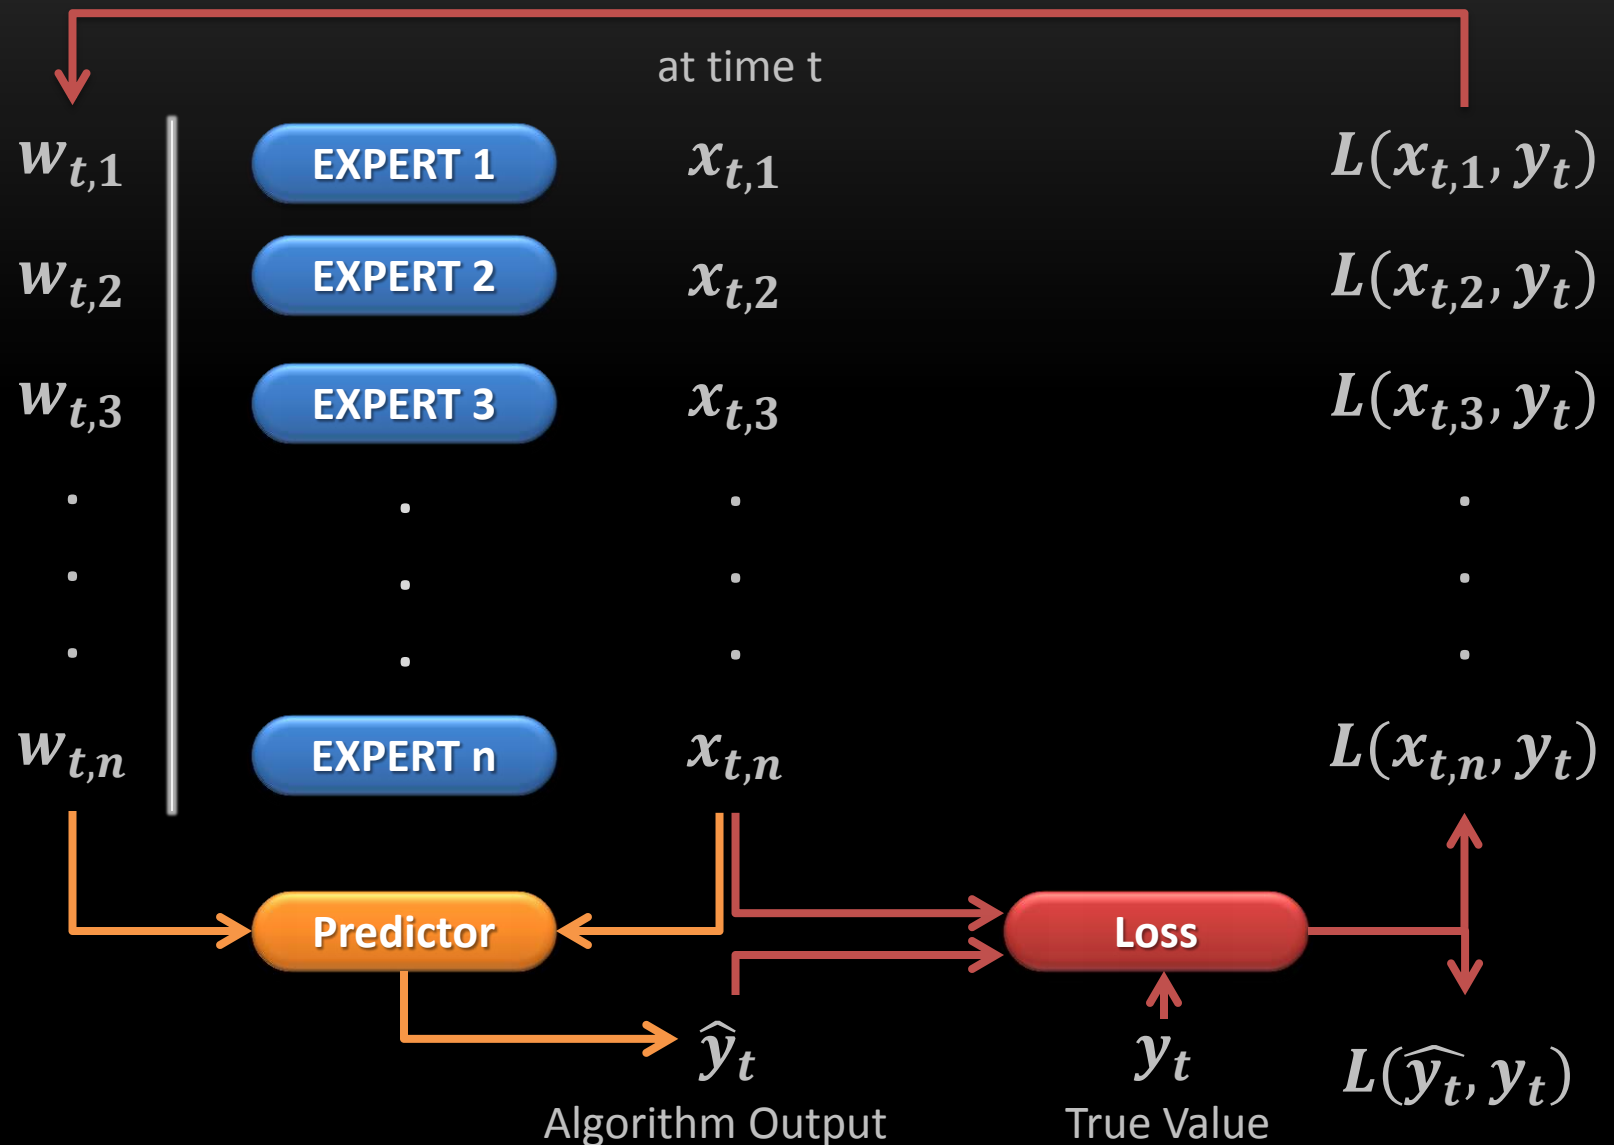 at time t
w_{t,1} EXPERT 1 x_{t,1} L(x_{t,1}, y_t)
w_{t,2} EXPERT 2 x_{t,2} L(x_{t,2}, y_t)
w_{t,3} EXPERT 3 x_{t,3} L(x_{t,3}, y_t)
. . . .
. . . .
. . . .
w_{t,n} EXPERT n x_{t,n} L(x_{t,n}, y_t)
Predictor Loss
ŷ_t y_t L(ŷ_t, y_t)
Algorithm Output True Value